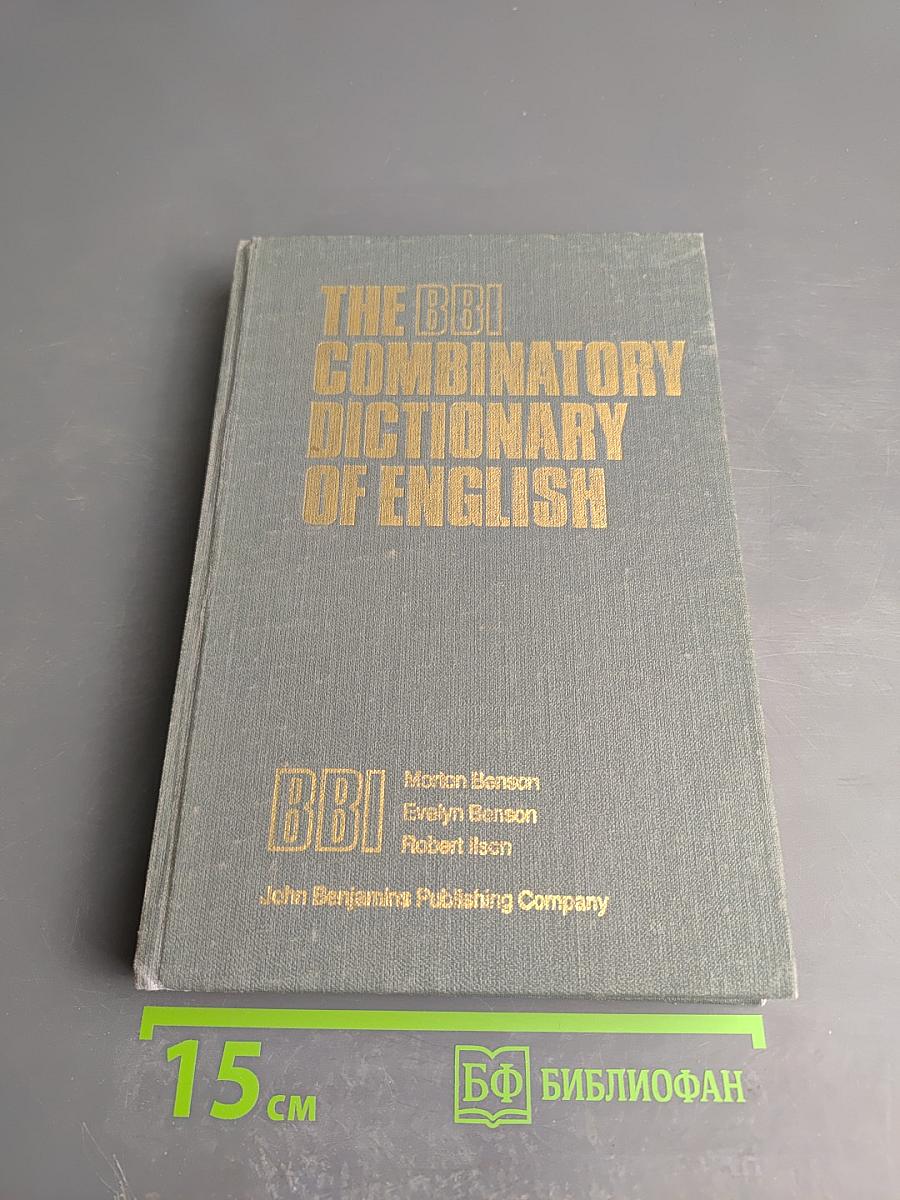 THE BBI
COMBINATORY
DICTIONARY
OF ENGLISH
BBI
Morton Benson
Evelyn Benson
Robert Ilson
John Benjamins Publishing Company
15 см
БФ БИБЛИОФАН